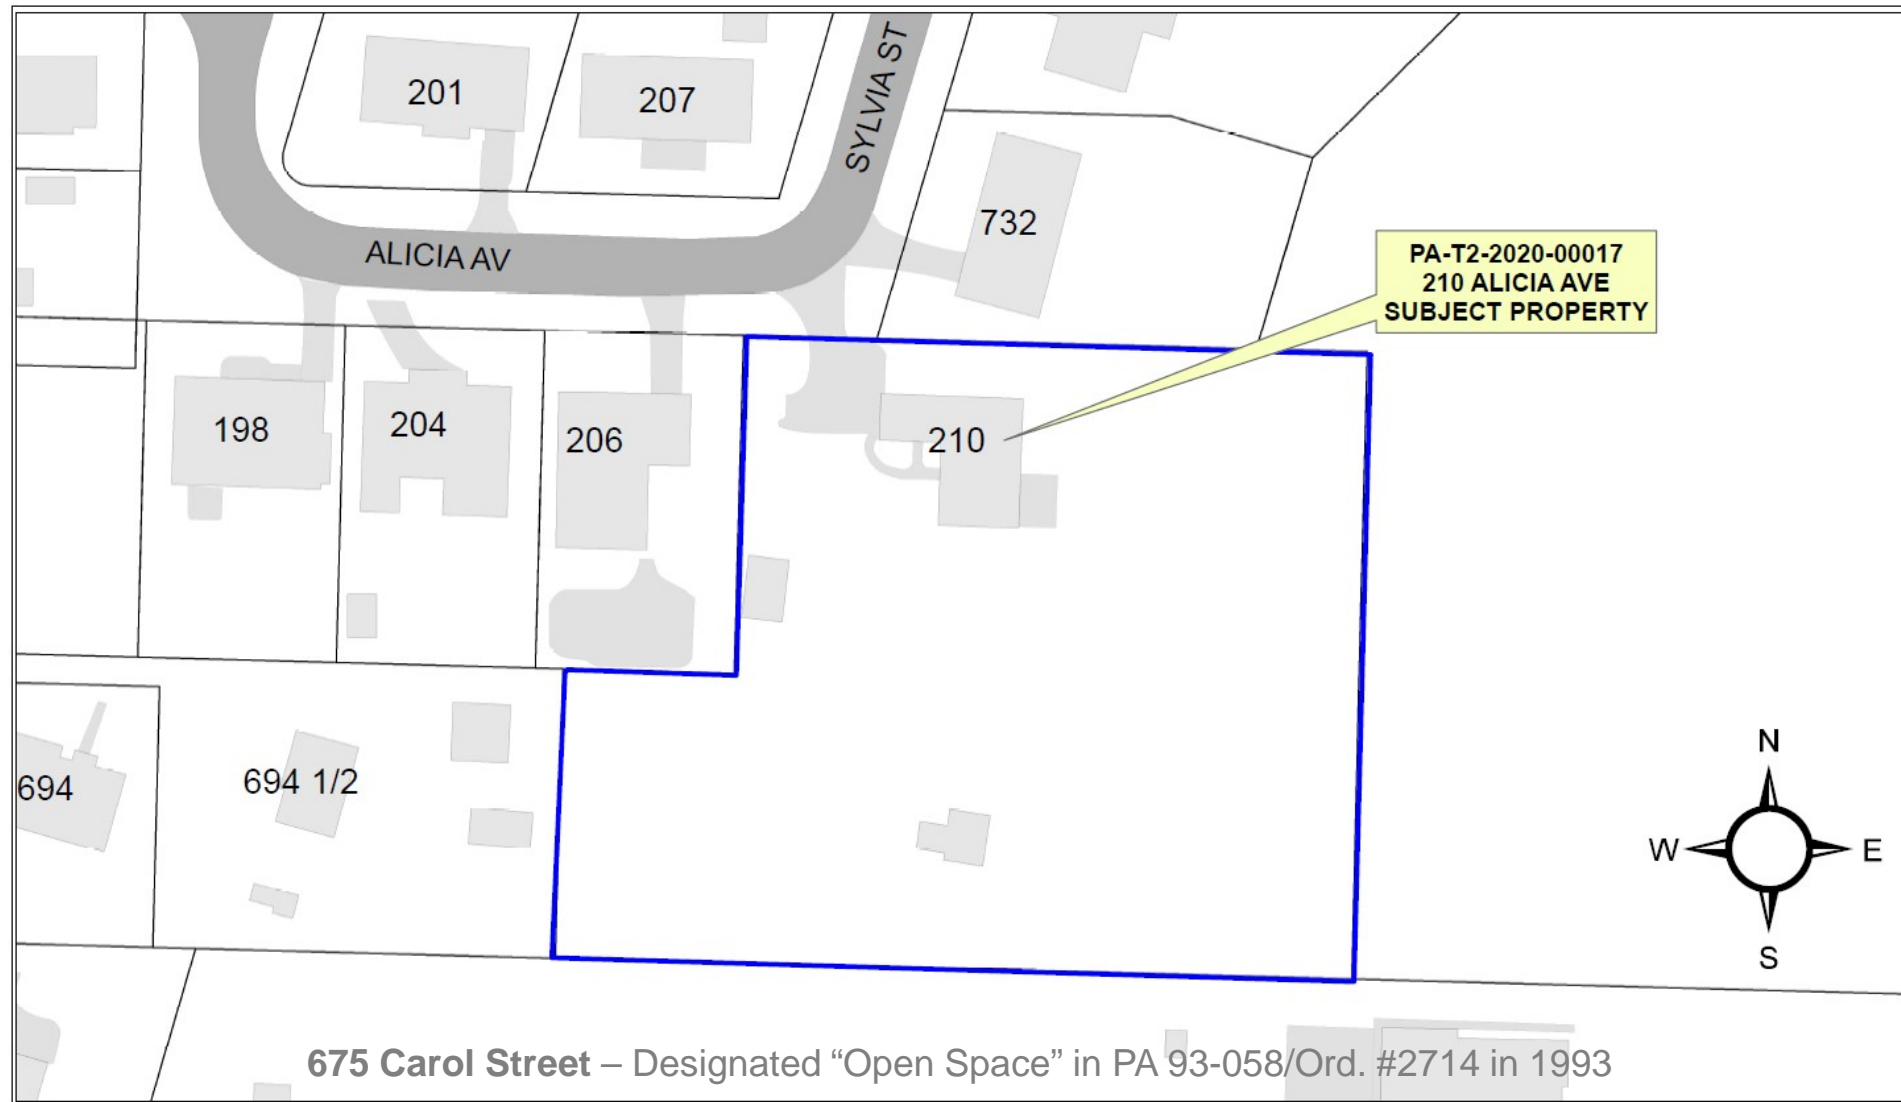 201
207
SYLVIA ST
732
ALICIA AV
PA-T2-2020-00017
210 ALICIA AVE
SUBJECT PROPERTY
198
204
206
210
694
694 1/2
N
W
E
S
675 Carol Street – Designated “Open Space” in PA 93-058/Ord. #2714 in 1993